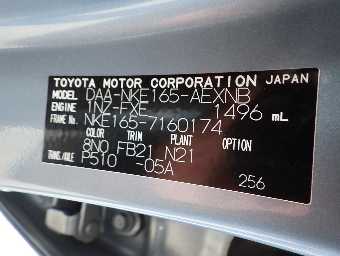 TOYOTA MOTOR CORPORATION JAPAN
MODEL DAA-NKE165-AEXNB
ENGINE 1NZ-FXE 1496 mL
FRAME No. NKE165-7160174
COLOR TRIM PLANT OPTION
8N0 FB21 N21
TRANS./AXLE P510 -05A
256